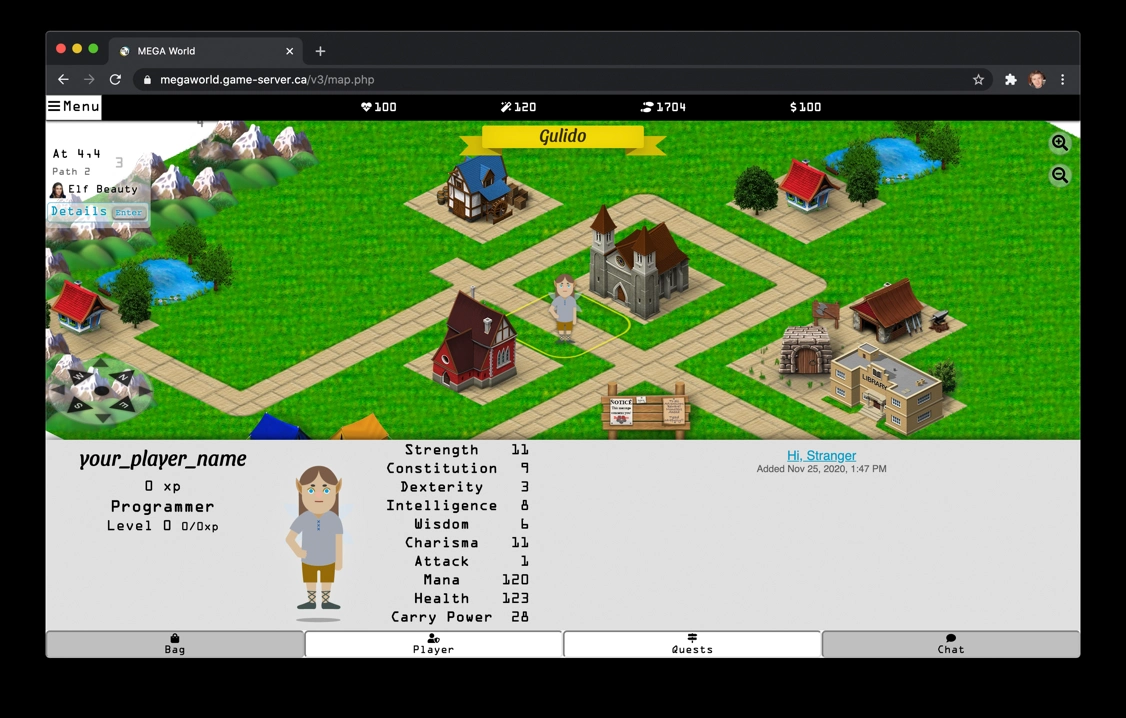 MEGA World
megaworld.game-server.ca/v3/map.php
Menu
100
120
1704
$100
Gulido
4
At 4,4
3
Path 2
Elf Beauty
Details Enter
N
W
S
E
LIBRARY
NOTICE
your_player_name
0 xp
Programmer
Level 0 0/0xp
Strength 11
Constitution 9
Dexterity 3
Intelligence 8
Wisdom 6
Charisma 11
Attack 1
Mana 120
Health 123
Carry Power 28
Hi, Stranger
Added Nov 25, 2020, 1:47 PM
Bag
Player
Quests
Chat